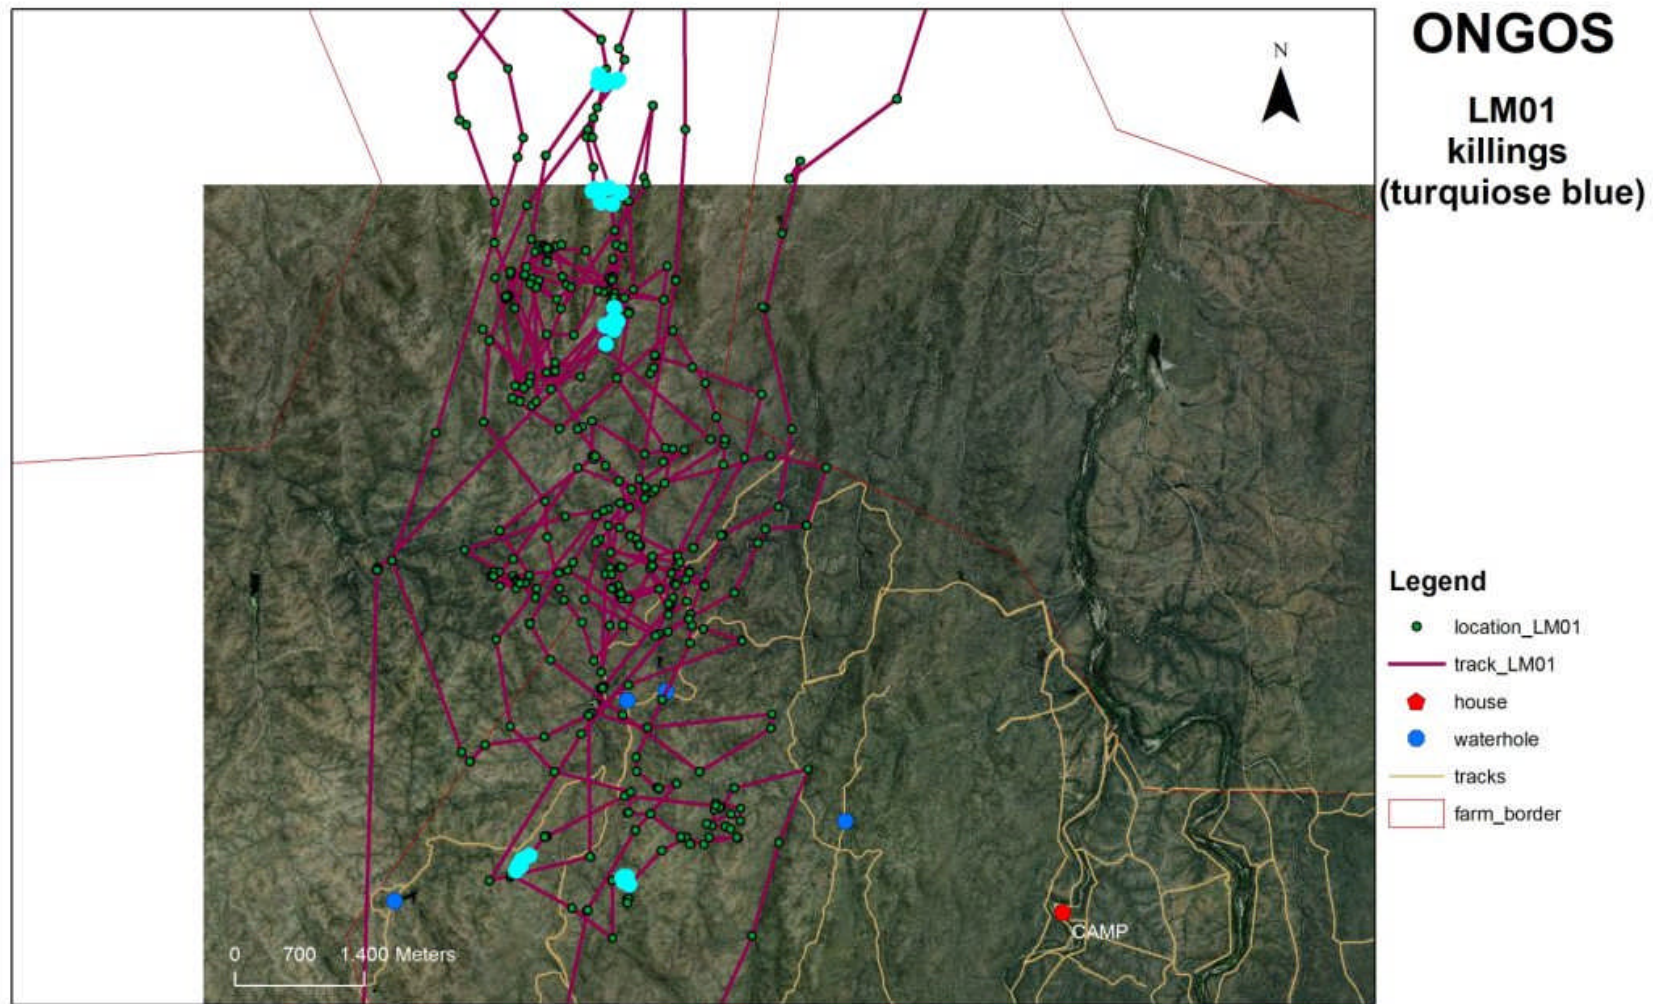 ONGOS
LM01
killings
(turquiose blue)
N
Legend
location_LM01
track_LM01
house
waterhole
tracks
farm_border
CAMP
0 700 1.400 Meters